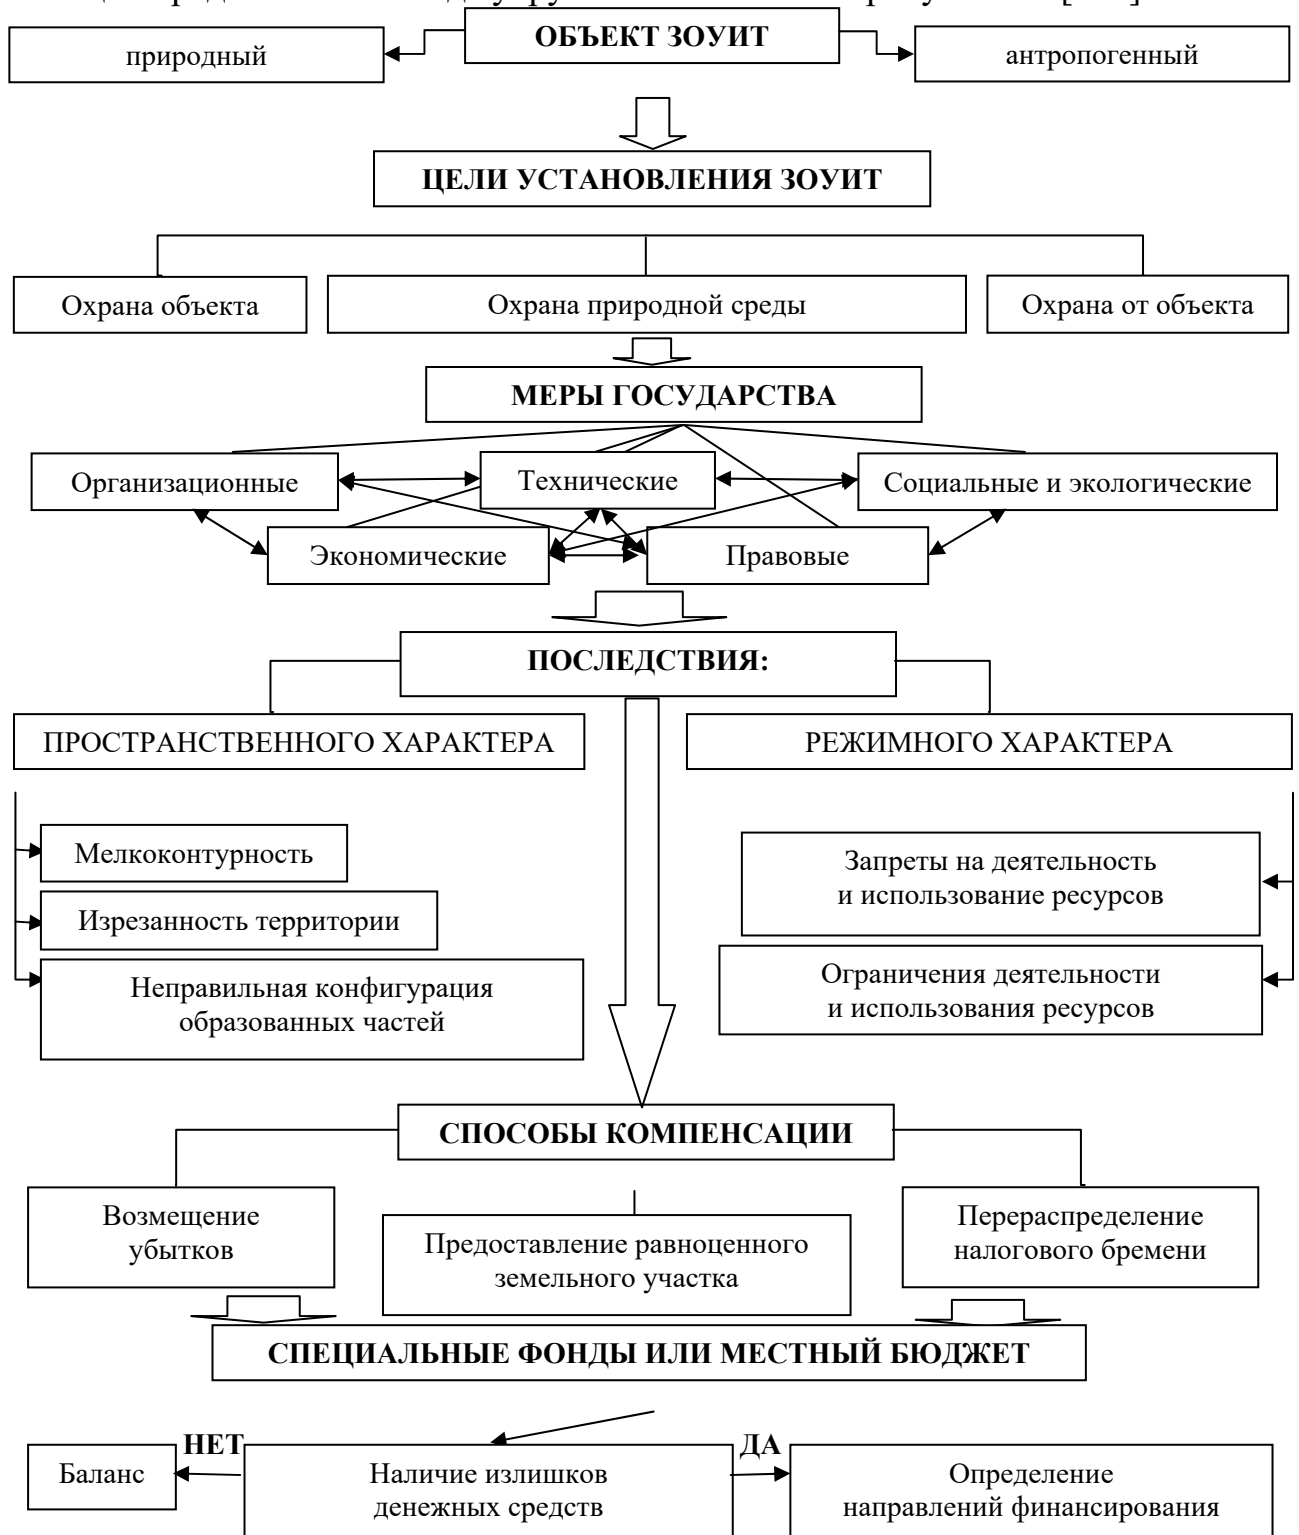 ОБЪЕКТ ЗОУИТ
природный
антропогенный
ЦЕЛИ УСТАНОВЛЕНИЯ ЗОУИТ
Охрана объекта
Охрана природной среды
Охрана от объекта
МЕРЫ ГОСУДАРСТВА
Организационные
Технические
Социальные и экологические
Экономические
Правовые
ПОСЛЕДСТВИЯ:
ПРОСТРАНСТВЕННОГО ХАРАКТЕРА
РЕЖИМНОГО ХАРАКТЕРА
Мелкоконтурность
Изрезанность территории
Неправильная конфигурация
образованных частей
Запреты на деятельность
и использование ресурсов
Ограничения деятельности
и использования ресурсов
СПОСОБЫ КОМПЕНСАЦИИ
Возмещение
убытков
Предоставление равноценного
земельного участка
Перераспределение
налогового бремени
СПЕЦИАЛЬНЫЕ ФОНДЫ ИЛИ МЕСТНЫЙ БЮДЖЕТ
Баланс
НЕТ
Наличие излишков
денежных средств
ДА
Определение
направлений финансирования